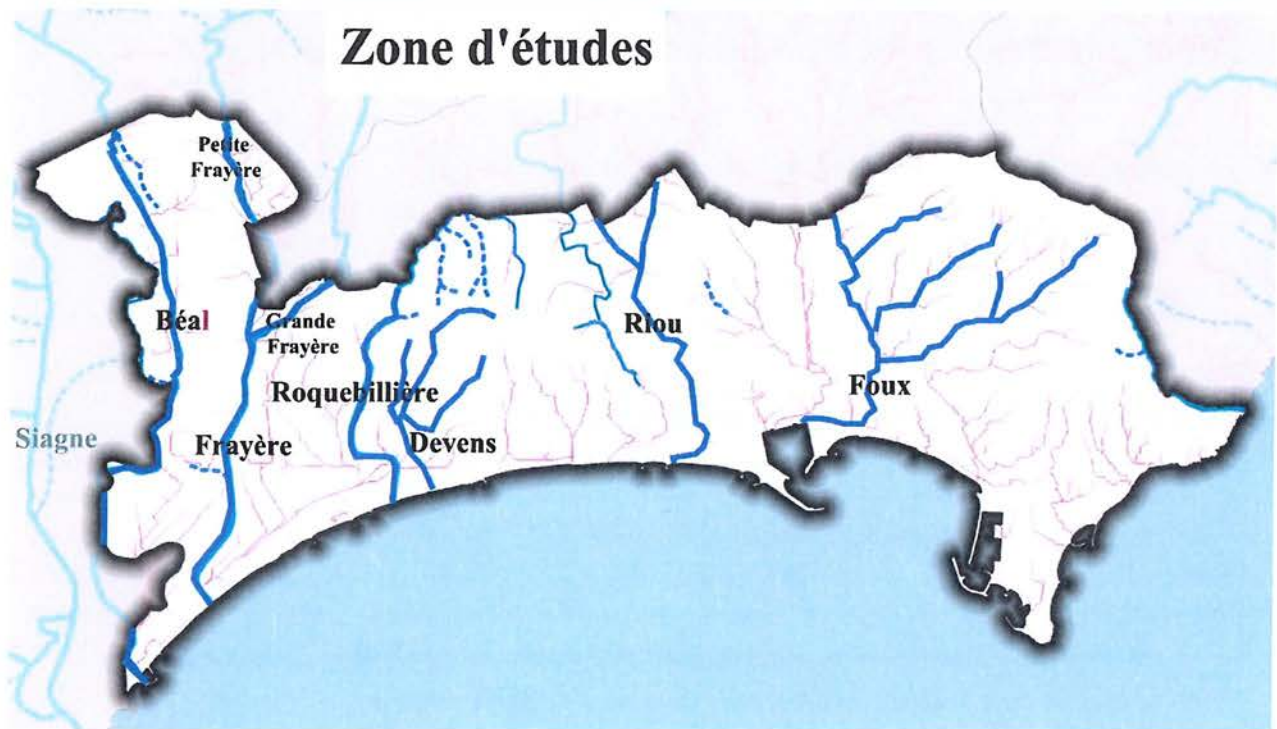 Zone d'études
Petite
Frayère
Béal
Grande
Frayère
Riou
Roquebillière
Foux
Siagne
Frayère
Devens